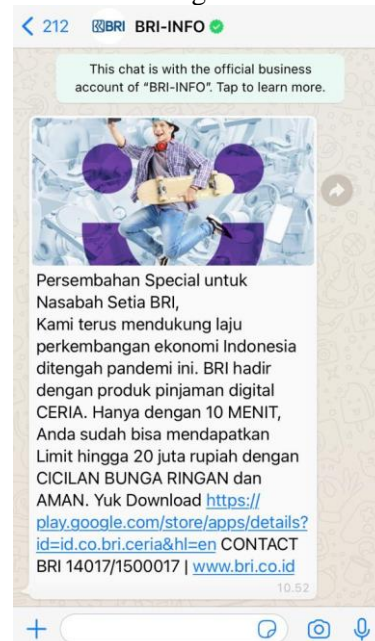 212 BRI BRI-INFO
This chat is with the official business
account of "BRI-INFO". Tap to learn more.
Persembahan Special untuk
Nasabah Setia BRI,
Kami terus mendukung laju
perkembangan ekonomi Indonesia
ditengah pandemi ini. BRI hadir
dengan produk pinjaman digital
CERIA. Hanya dengan 10 MENIT,
Anda sudah bisa mendapatkan
Limit hingga 20 juta rupiah dengan
CICILAN BUNGA RINGAN dan
AMAN. Yuk Download https://
play.google.com/store/apps/details?
id=id.co.bri.ceria&hl=en CONTACT
BRI 14017/1500017 | www.bri.co.id
10.52